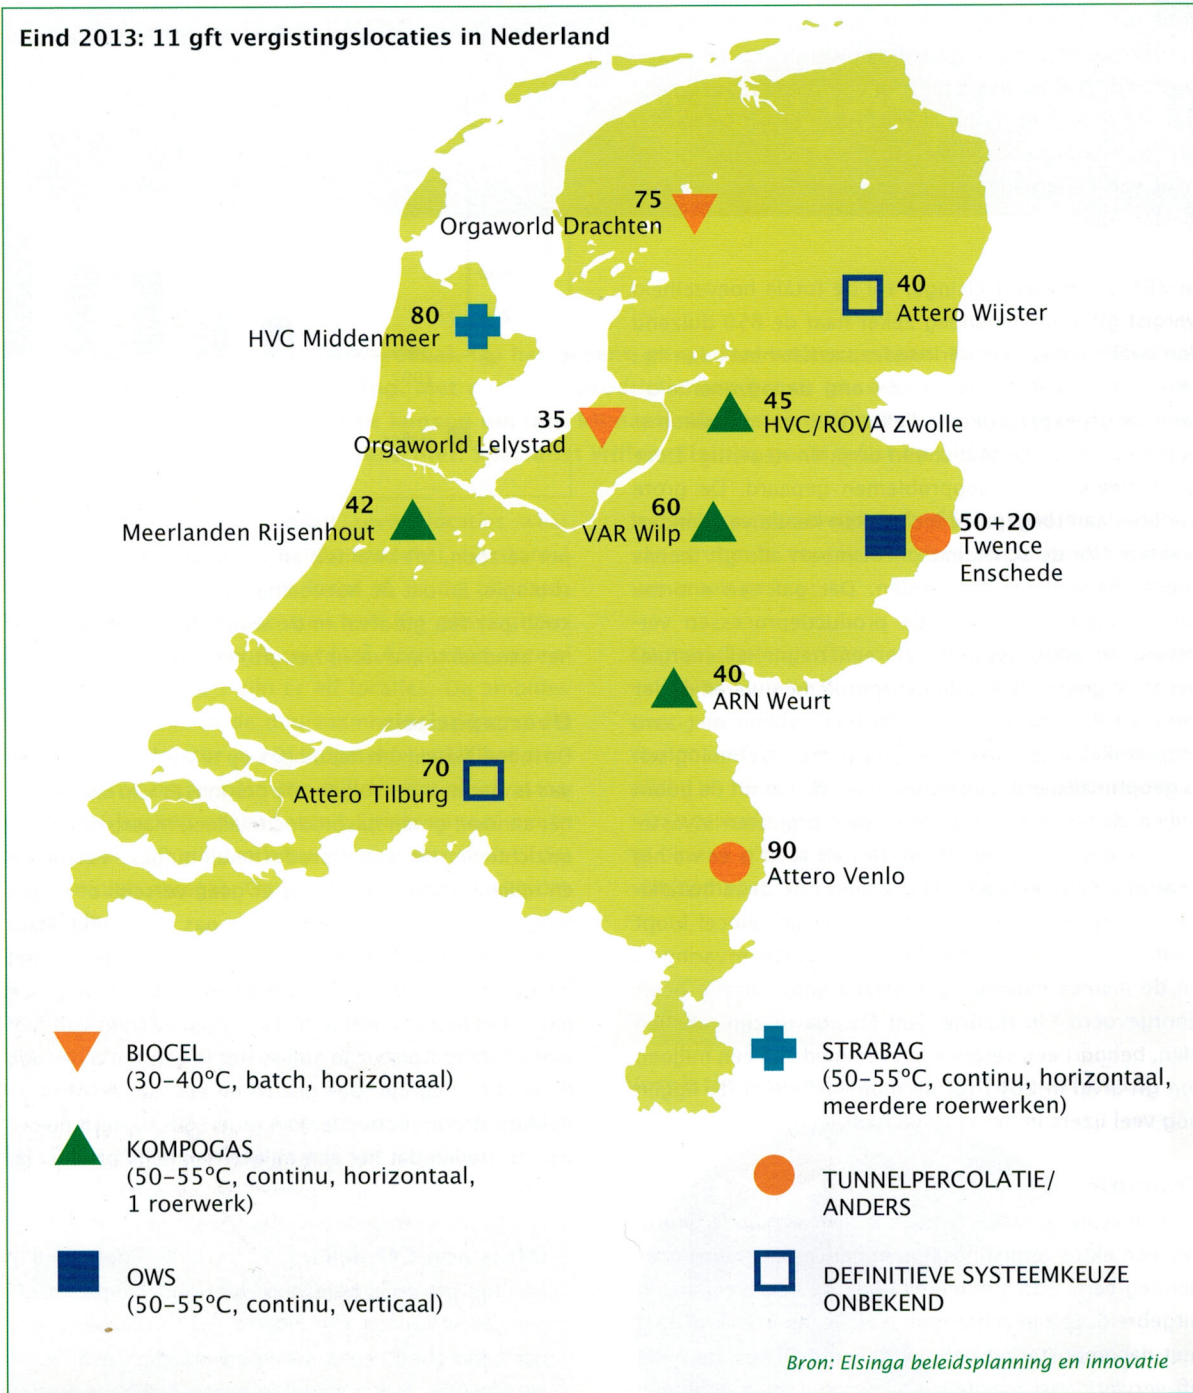 Eind 2013: 11 gft vergistingslocaties in Nederland
75
Orgaworld Drachten
40
Attero Wijster
80
HVC Middenmeer
45
HVC/ROVA Zwolle
35
Orgaworld Lelystad
42
Meerlanden Rijsenhout
60
VAR Wilp
50+20
Twence
Enschede
40
ARN Weurt
70
Attero Tilburg
90
Attero Venlo
BIOCEL
(30–40°C, batch, horizontaal)
KOMPOGAS
(50–55°C, continu, horizontaal,
1 roerwerk)
OWS
(50–55°C, continu, verticaal)
STRABAG
(50–55°C, continu, horizontaal,
meerdere roerwerken)
TUNNELPERCOLATIE/
ANDERS
DEFINITIEVE SYSTEEMKEUZE
ONBEKEND
Bron: Elsinga beleidsplanning en innovatie